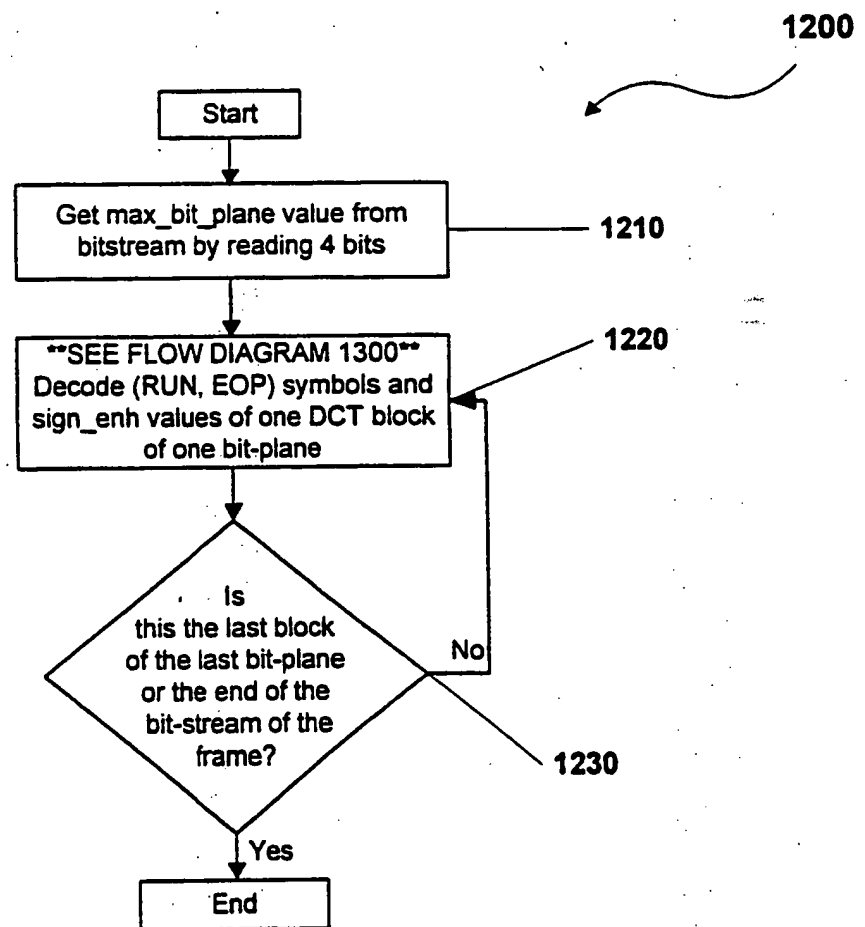 1200
Start
Get max_bit_plane value from
bitstream by reading 4 bits
1210
**SEE FLOW DIAGRAM 1300**
Decode (RUN, EOP) symbols and
sign_enh values of one DCT block
of one bit-plane
1220
Is
this the last block
of the last bit-plane
or the end of the
bit-stream of the
frame?
No
1230
Yes
End